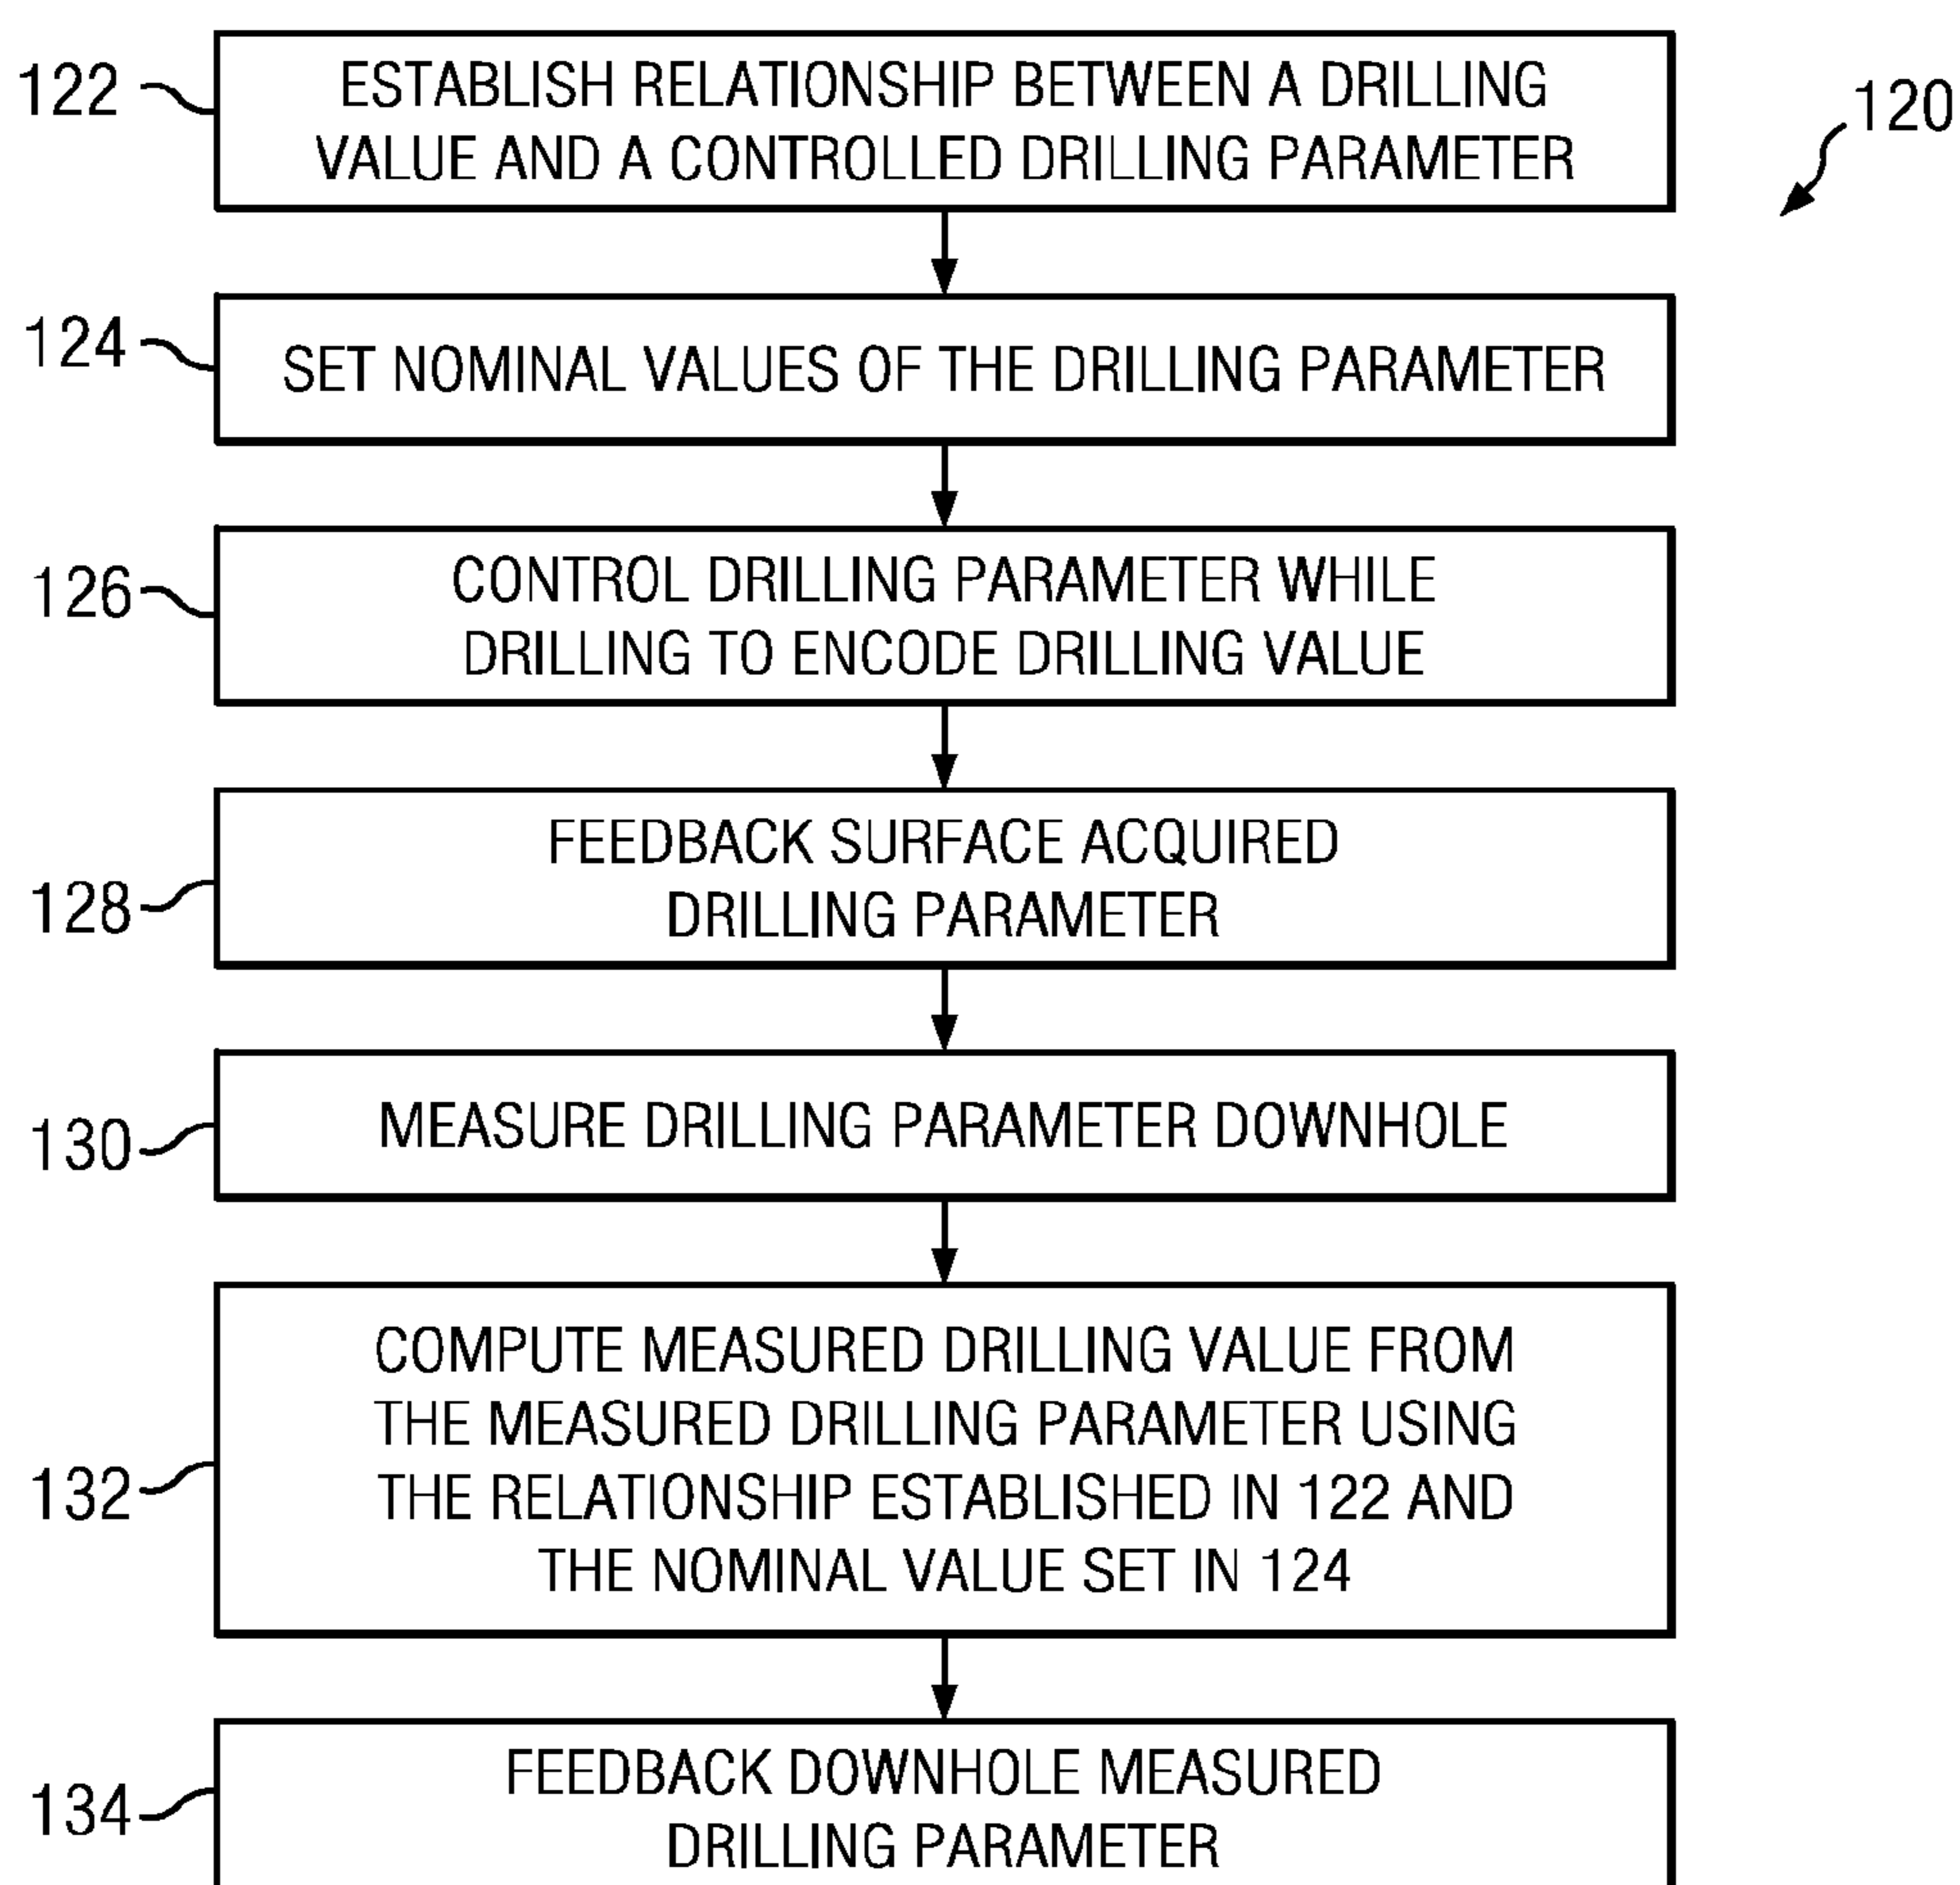 122
ESTABLISH RELATIONSHIP BETWEEN A DRILLING
VALUE AND A CONTROLLED DRILLING PARAMETER
120
124
SET NOMINAL VALUES OF THE DRILLING PARAMETER
126
CONTROL DRILLING PARAMETER WHILE
DRILLING TO ENCODE DRILLING VALUE
128
FEEDBACK SURFACE ACQUIRED
DRILLING PARAMETER
130
MEASURE DRILLING PARAMETER DOWNHOLE
132
COMPUTE MEASURED DRILLING VALUE FROM
THE MEASURED DRILLING PARAMETER USING
THE RELATIONSHIP ESTABLISHED IN 122 AND
THE NOMINAL VALUE SET IN 124
134
FEEDBACK DOWNHOLE MEASURED
DRILLING PARAMETER